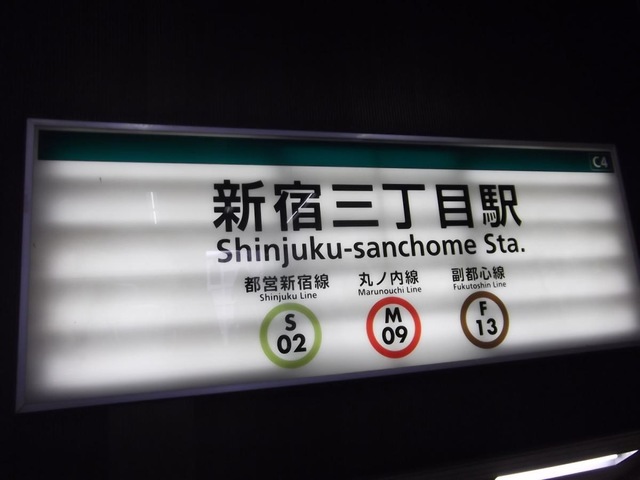 C4
新宿三丁目駅
Shinjuku-sanchome Sta.
都営新宿線 丸ノ内線 副都心線
Shinjuku Line Marunouchi Line Fukutoshin Line
S M F
02 09 13